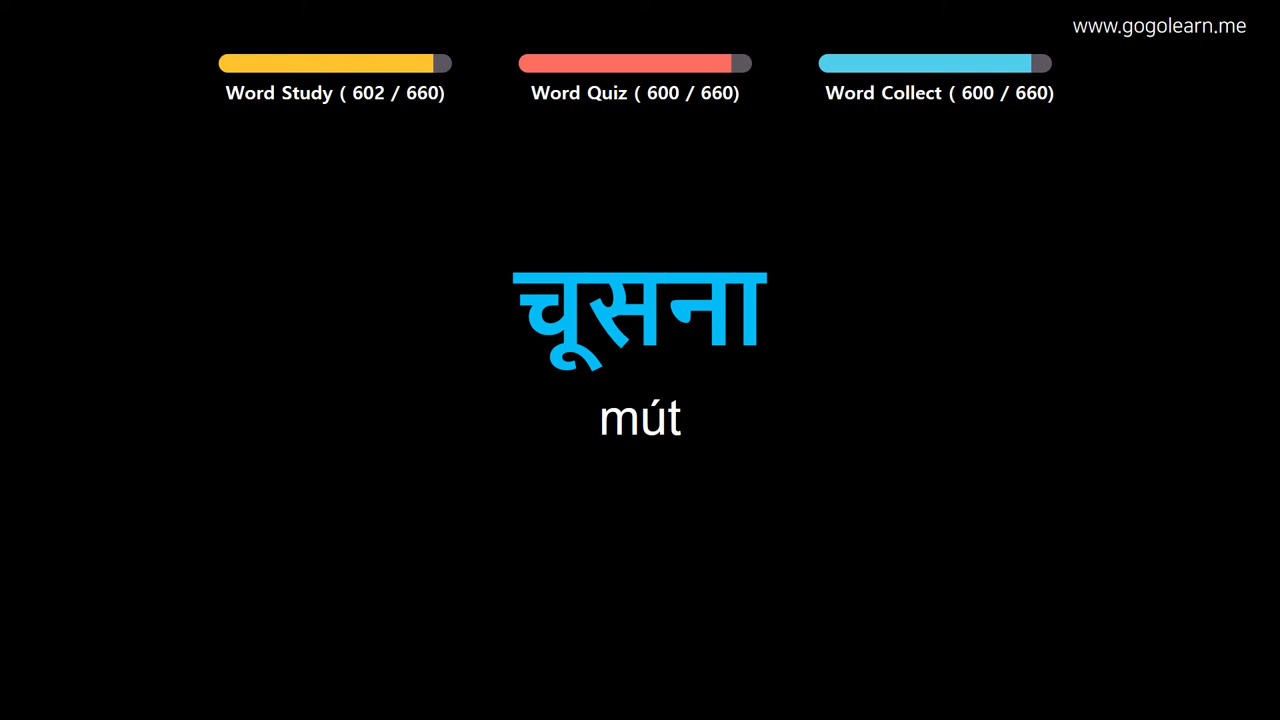 www.gogolearn.me
Word Study ( 602 / 660)
Word Quiz ( 600 / 660)
Word Collect ( 600 / 660)
चूसना
mút